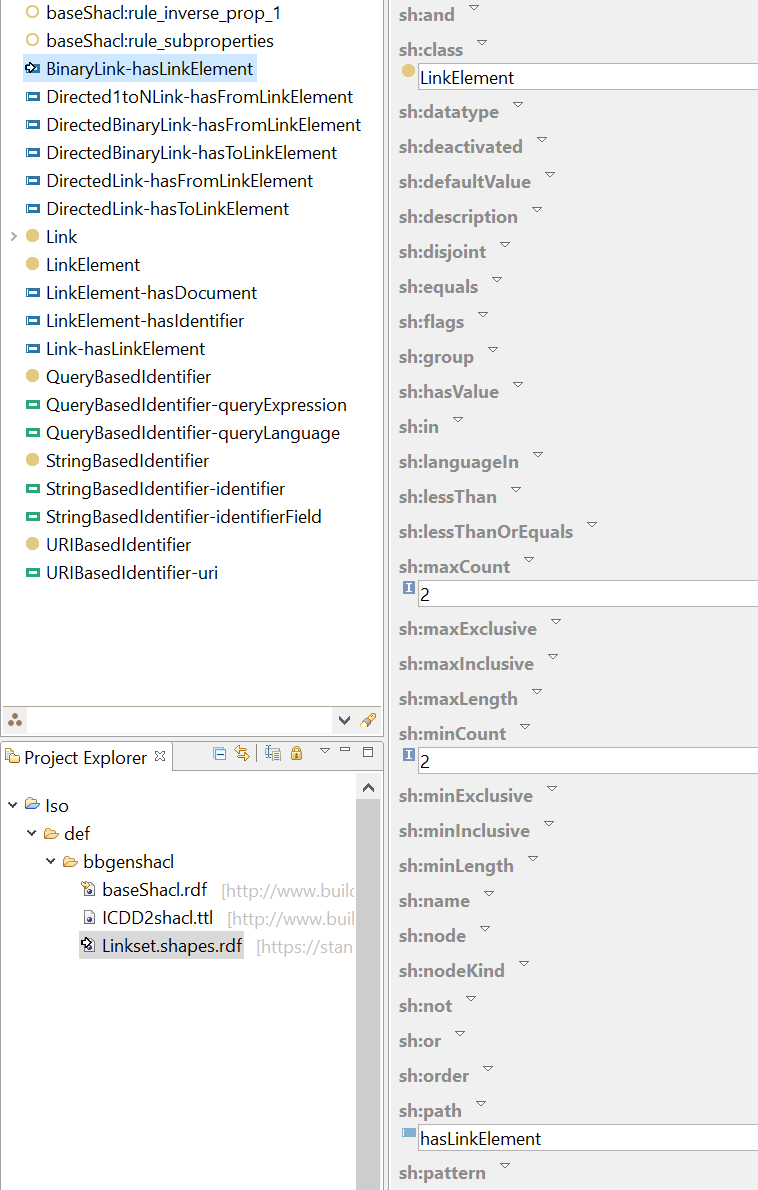 baseShacl:rule_inverse_prop_1
baseShacl:rule_subproperties
BinaryLink-hasLinkElement
Directed1toNLink-hasFromLinkElement
DirectedBinaryLink-hasFromLinkElement
DirectedBinaryLink-hasToLinkElement
DirectedLink-hasFromLinkElement
DirectedLink-hasToLinkElement
Link
LinkElement
LinkElement-hasDocument
LinkElement-hasIdentifier
Link-hasLinkElement
QueryBasedIdentifier
QueryBasedIdentifier-queryExpression
QueryBasedIdentifier-queryLanguage
StringBasedIdentifier
StringBasedIdentifier-identifier
StringBasedIdentifier-identifierField
URIBasedIdentifier
URIBasedIdentifier-uri
Project Explorer
Iso
def
bbgenshacl
baseShacl.rdf [http://www.build
ICDD2shacl.ttl [http://www.buil
Linkset.shapes.rdf [https://stan
sh:and
sh:class
LinkElement
sh:datatype
sh:deactivated
sh:defaultValue
sh:description
sh:disjoint
sh:equals
sh:flags
sh:group
sh:hasValue
sh:in
sh:languageIn
sh:lessThan
sh:lessThanOrEquals
sh:maxCount
2
sh:maxExclusive
sh:maxInclusive
sh:maxLength
sh:minCount
2
sh:minExclusive
sh:minInclusive
sh:minLength
sh:name
sh:node
sh:nodeKind
sh:not
sh:or
sh:order
sh:path
hasLinkElement
sh:pattern